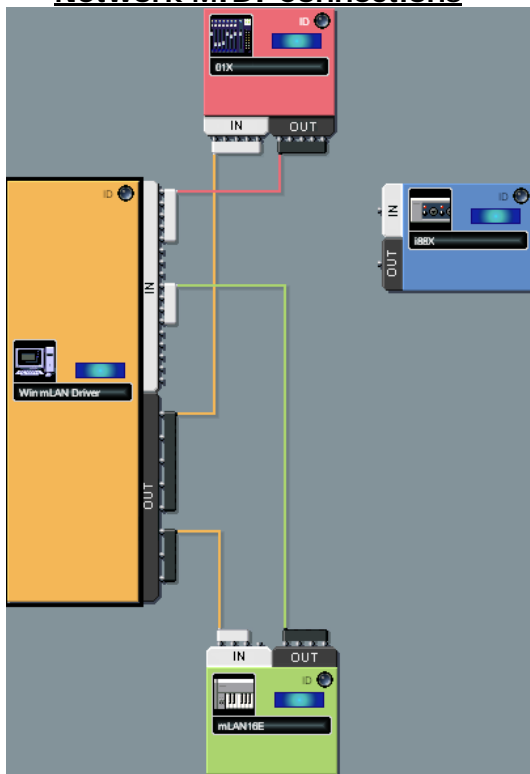 Network MIDI connections
ID
01X
IN OUT
ID
IN
OUT
i88X
ID
IN
Win mLAN Driver
OUT
IN OUT
ID
mLAN16E